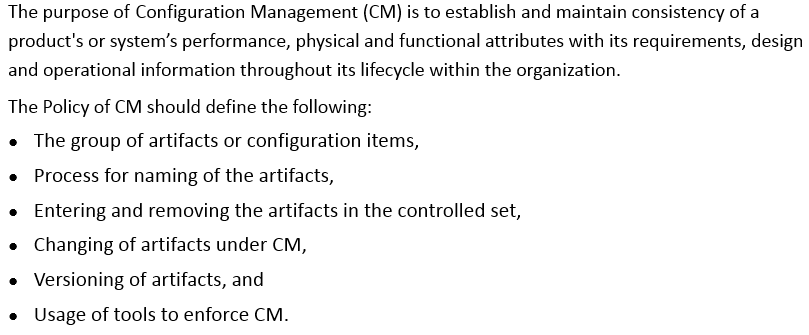 The purpose of Configuration Management (CM) is to establish and maintain consistency of a
product's or system’s performance, physical and functional attributes with its requirements, design
and operational information throughout its lifecycle within the organization.
The Policy of CM should define the following:
• The group of artifacts or configuration items,
• Process for naming of the artifacts,
• Entering and removing the artifacts in the controlled set,
• Changing of artifacts under CM,
• Versioning of artifacts, and
• Usage of tools to enforce CM.